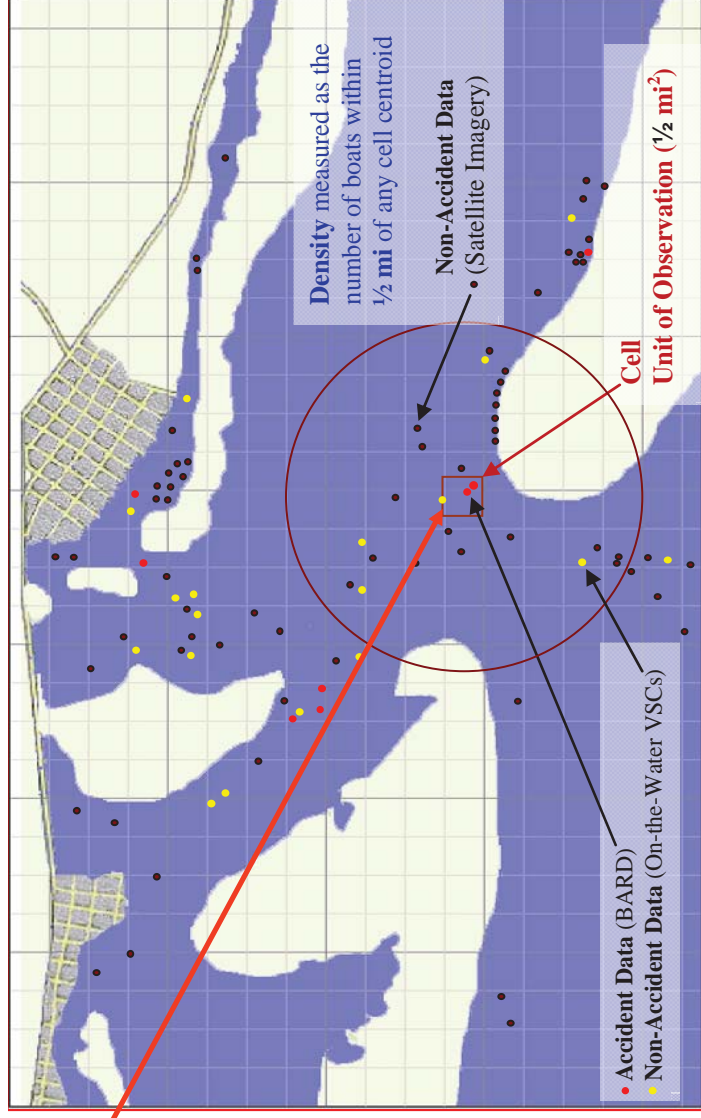 Density measured as the
number of boats within
½ mi of any cell centroid
Non-Accident Data
(Satellite Imagery)
Cell
Unit of Observation (½ mi²)
Accident Data (BARD)
Non-Accident Data (On-the-Water VSCs)